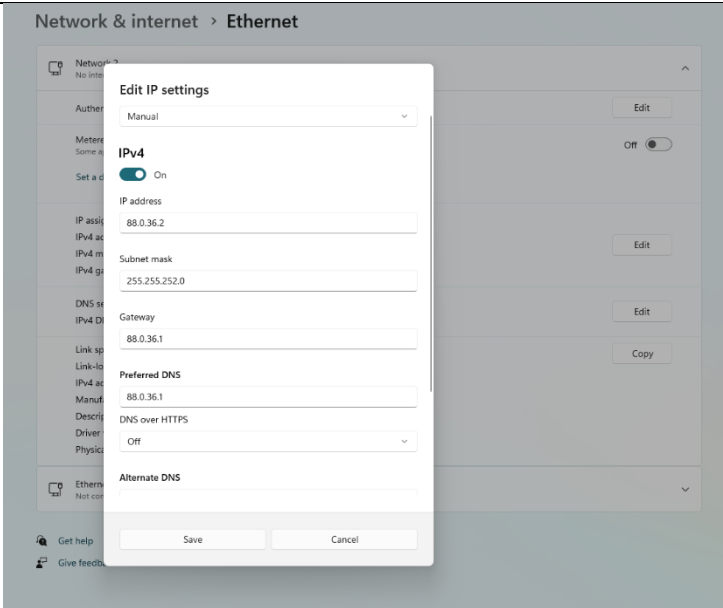 Network & internet > Ethernet
Network 2
No inte
Edit IP settings
Manual
Auther
Edit
Metere
Some a
Off
IPv4
On
Set a d
IP address
88.0.36.2
IP assig
IPv4 ad
IPv4 m
IPv4 ga
Edit
Subnet mask
255.255.252.0
DNS se
IPv4 D
Edit
Gateway
88.0.36.1
Link sp
Link-lo
IPv4 ad
Manufa
Descrip
Driver
Physica
Copy
Preferred DNS
88.0.36.1
DNS over HTTPS
Off
Alternate DNS
Ethern
Not con
Save
Cancel
Get help
Give feedb